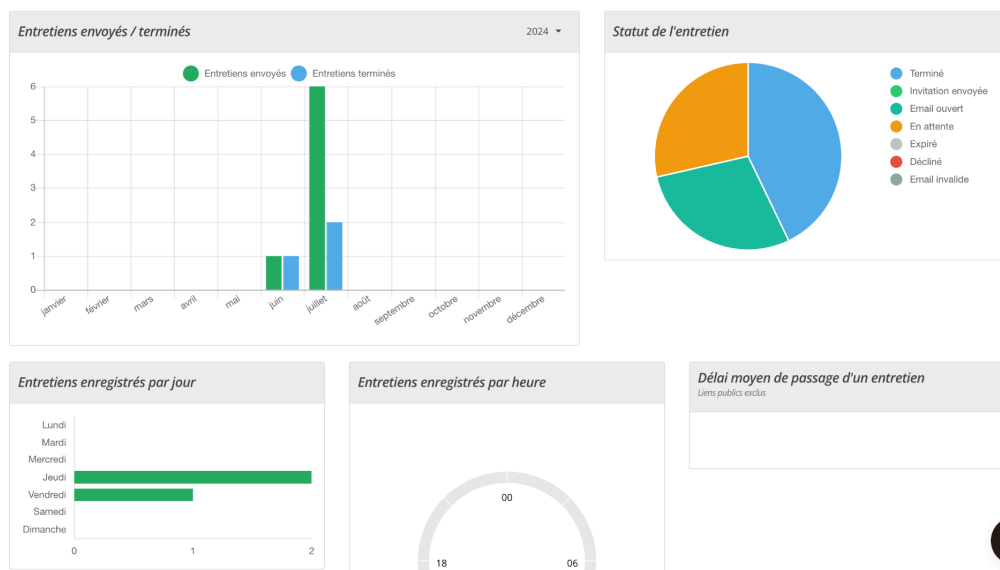 Entretiens envoyés / terminés
2024
Entretiens envoyés
Entretiens terminés
6
5
4
3
2
1
0
janvier
février
mars
avril
mai
juin
juillet
août
septembre
octobre
novembre
décembre
Statut de l'entretien
Terminé
Invitation envoyée
Email ouvert
En attente
Expiré
Décliné
Email invalide
Entretiens enregistrés par jour
Lundi
Mardi
Mercredi
Jeudi
Vendredi
Samedi
Dimanche
0
1
2
Entretiens enregistrés par heure
00
18
06
Délai moyen de passage d'un entretien
Liens publics exclus